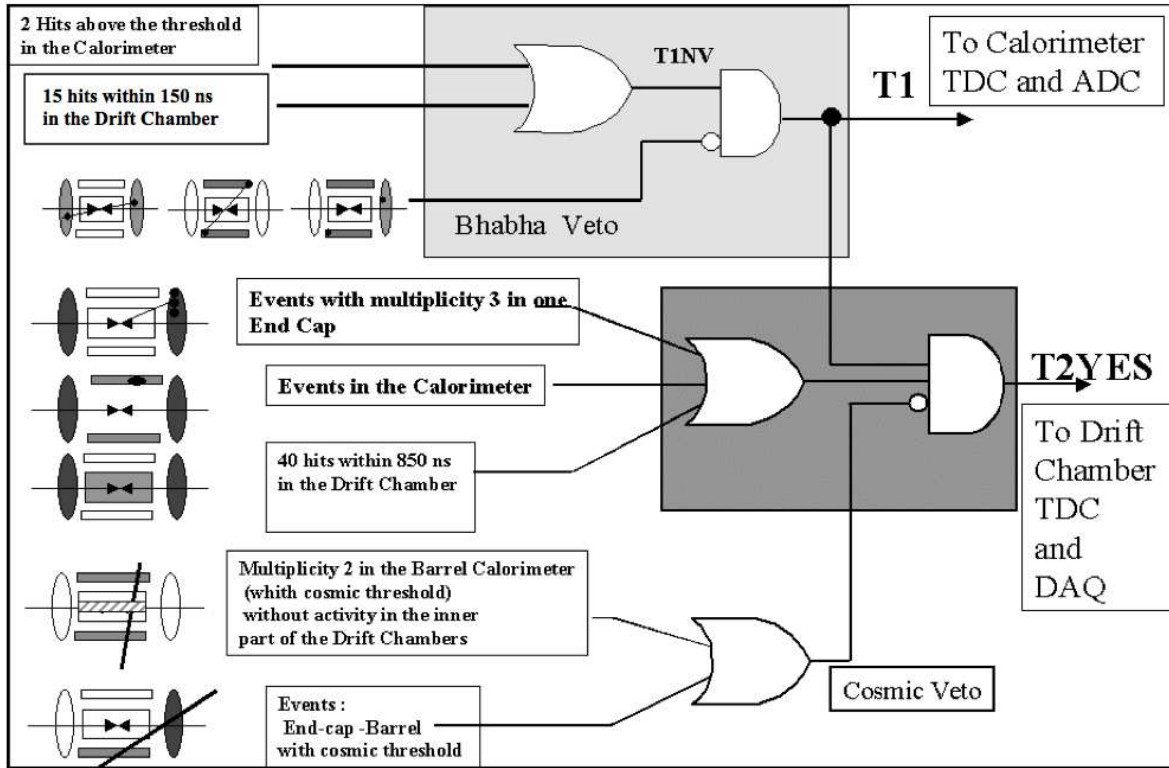 2 Hits above the threshold
in the Calorimeter
15 hits within 150 ns
in the Drift Chamber
T1NV
T1
To Calorimeter
TDC and ADC
Bhabha Veto
Events with multiplicity 3 in one
End Cap
Events in the Calorimeter
40 hits within 850 ns
in the Drift Chamber
T2YES
To Drift
Chamber
TDC
and
DAQ
Multiplicity 2 in the Barrel Calorimeter
(whith cosmic threshold)
without activity in the inner
part of the Drift Chambers
Cosmic Veto
Events :
End-cap -Barrel
with cosmic threshold